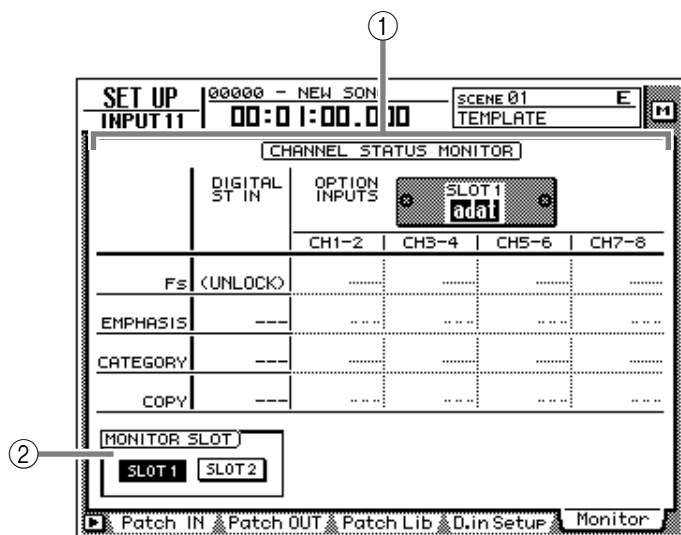 ①
SET UP
INPUT 11
00000 - NEW SON
00:01:00.000
SCENE 01 E
TEMPLATE
M
CHANNEL STATUS MONITOR
DIGITAL
ST IN
OPTION
INPUTS
SLOT 1
adat
CH1-2 | CH3-4 | CH5-6 | CH7-8
Fs (UNLOCK) -------- -------- -------- --------
EMPHASIS --- --- --- --- ---
CATEGORY --- -------- -------- -------- --------
COPY --- --- --- --- ---
②
MONITOR SLOT
SLOT 1 SLOT 2
Patch IN Patch OUT Patch Lib D.in Setup Monitor